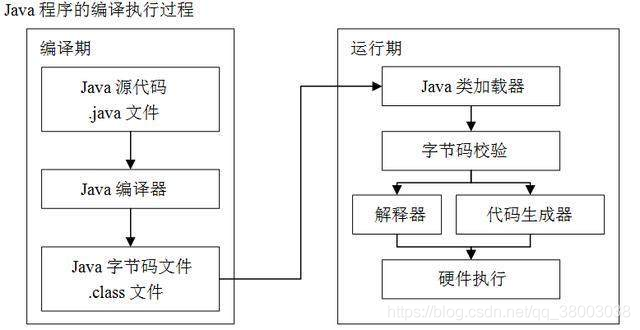 Java 程序的编译执行过程
编译期
Java 源代码
.java 文件
Java 编译器
Java 字节码文件
.class 文件
运行期
Java 类加载器
字节码校验
解释器
代码生成器
硬件执行
https://blog.csdn.net/qq_38003038